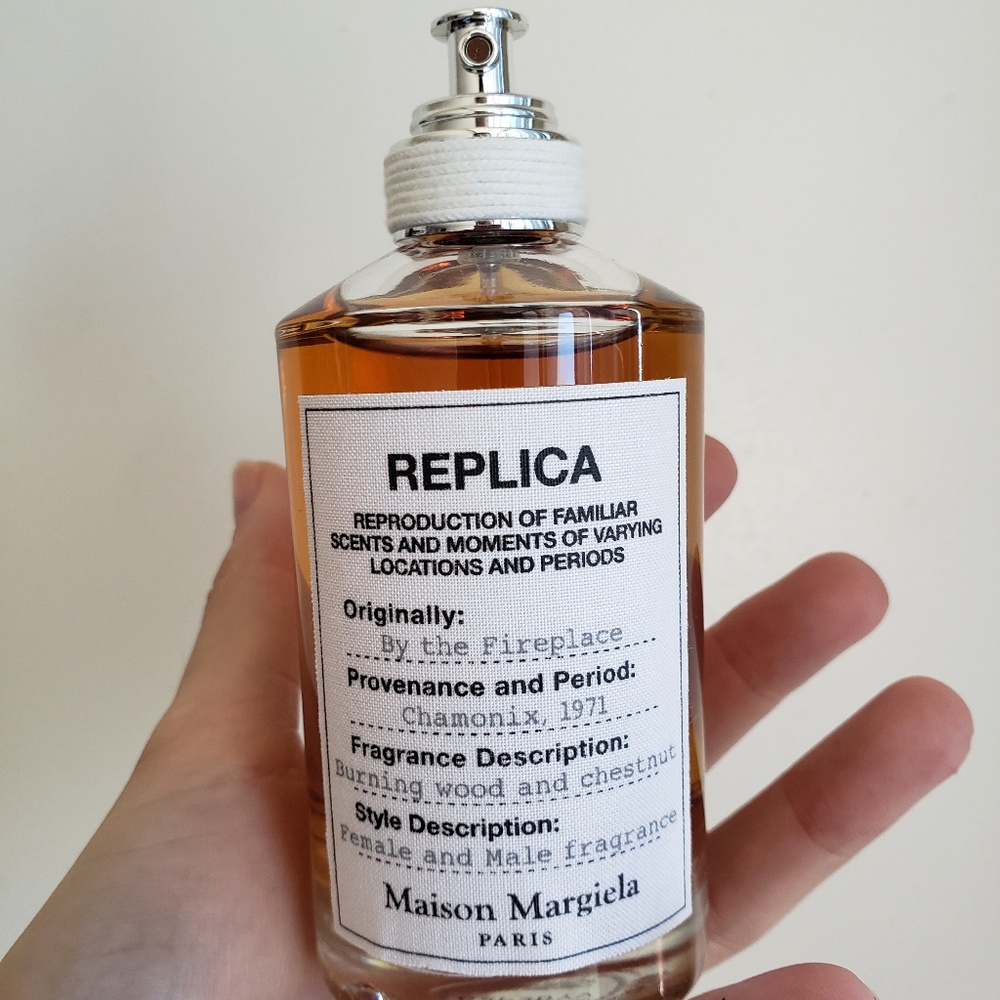 REPLICA
REPRODUCTION OF FAMILIAR
SCENTS AND MOMENTS OF VARYING
LOCATIONS AND PERIODS
Originally:
By the Fireplace
Provenance and Period:
Chamonix, 1971
Fragrance Description:
Burning wood and chestnut
Style Description:
Female and Male fragrance
Maison Margiela
PARIS